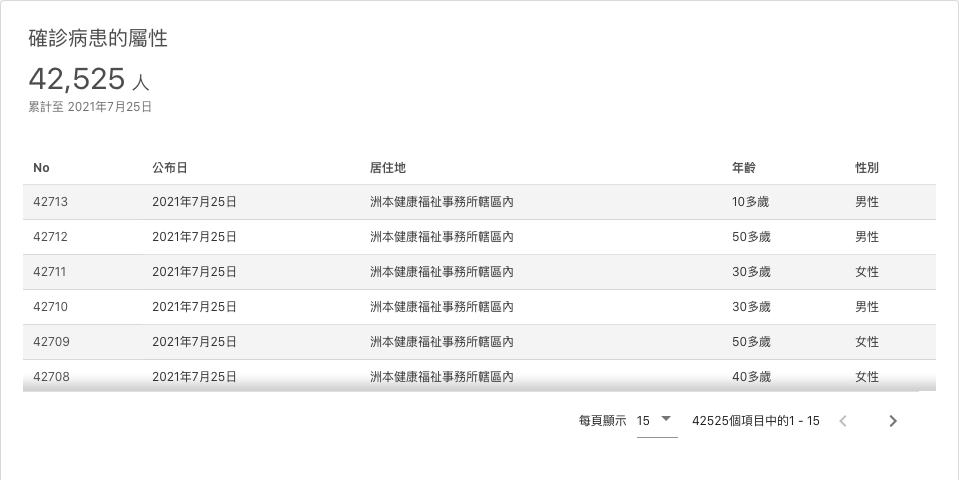 確診病患的屬性
42,525 人
累計至 2021年7月25日
No 公布日 居住地 年齡 性別
42713 2021年7月25日 洲本健康福祉事務所轄區內 10多歲 男性
42712 2021年7月25日 洲本健康福祉事務所轄區內 50多歲 男性
42711 2021年7月25日 洲本健康福祉事務所轄區內 30多歲 女性
42710 2021年7月25日 洲本健康福祉事務所轄區內 30多歲 男性
42709 2021年7月25日 洲本健康福祉事務所轄區內 50多歲 女性
42708 2021年7月25日 洲本健康福祉事務所轄區內 40多歲 女性
每頁顯示 15 42525個項目中的1 - 15